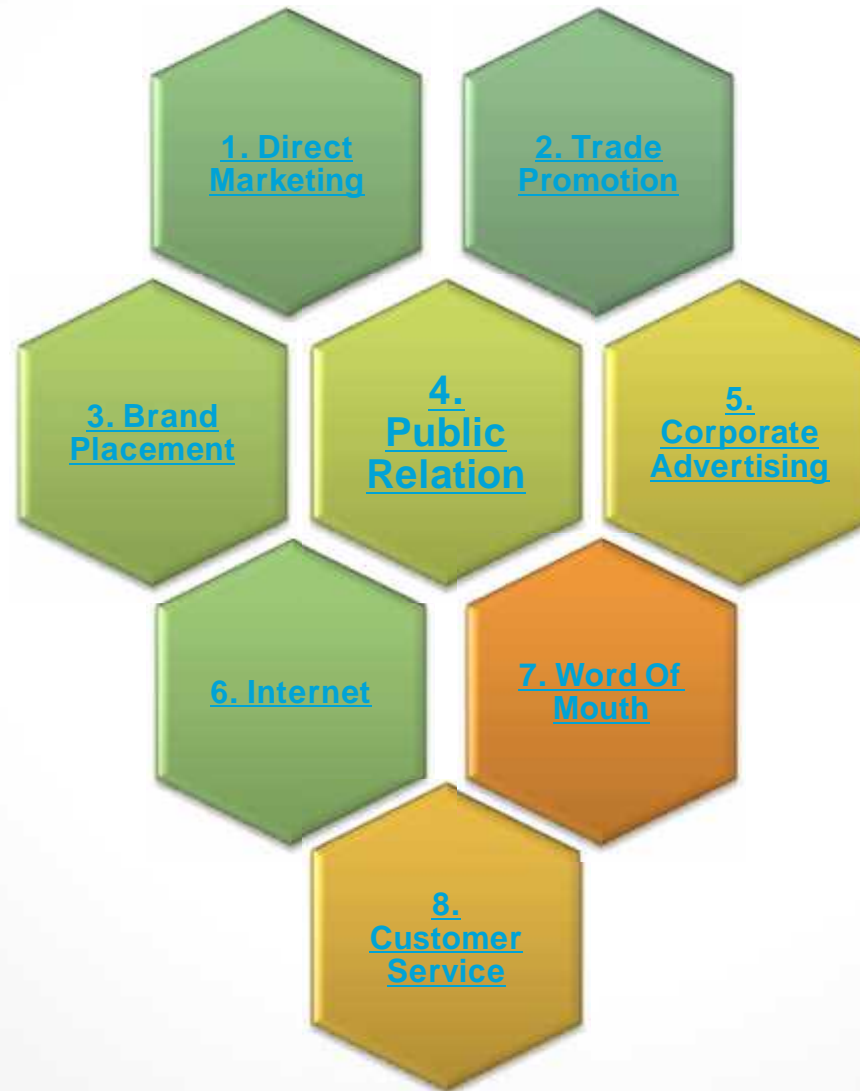 1. Direct
Marketing
2. Trade
Promotion
3. Brand
Placement
4.
Public
Relation
5.
Corporate
Advertising
6. Internet
7. Word Of
Mouth
8.
Customer
Service